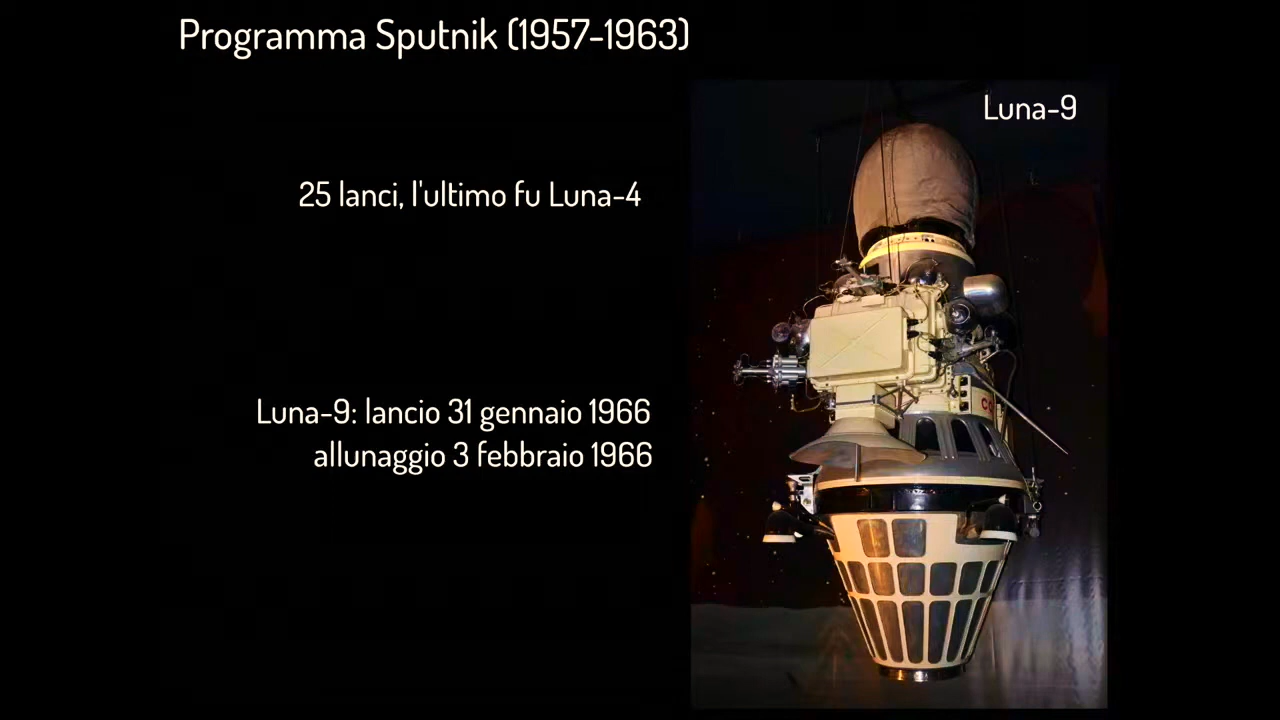 Programma Sputnik (1957-1963)
Luna-9
25 lanci, l'ultimo fu Luna-4
Luna-9: lancio 31 gennaio 1966
allunaggio 3 febbraio 1966